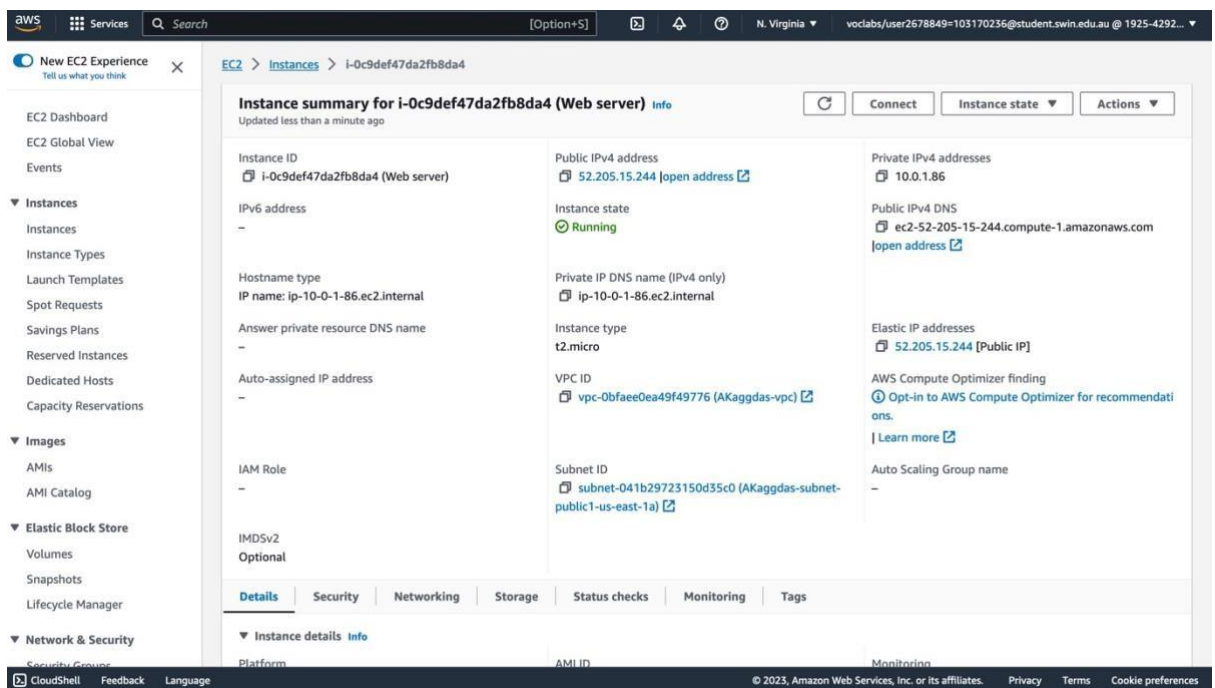 aws Services Search [Option+S] N. Virginia ▼ voclabs/user2678849=103170236@student.swin.edu.au @ 1925-4292... ▼
New EC2 Experience
Tell us what you think
EC2 Dashboard
EC2 Global View
Events
▼ Instances
Instances
Instance Types
Launch Templates
Spot Requests
Savings Plans
Reserved Instances
Dedicated Hosts
Capacity Reservations
▼ Images
AMIs
AMI Catalog
▼ Elastic Block Store
Volumes
Snapshots
Lifecycle Manager
▼ Network & Security
Security Groups
EC2 > Instances > i-0c9def47da2fb8da4
Instance summary for i-0c9def47da2fb8da4 (Web server) Info
Updated less than a minute ago
Connect Instance state ▼ Actions ▼
Instance ID
i-0c9def47da2fb8da4 (Web server)
Public IPv4 address
52.205.15.244 |open address
Private IPv4 addresses
10.0.1.86
IPv6 address
–
Instance state
Running
Public IPv4 DNS
ec2-52-205-15-244.compute-1.amazonaws.com
|open address
Hostname type
IP name: ip-10-0-1-86.ec2.internal
Private IP DNS name (IPv4 only)
ip-10-0-1-86.ec2.internal
Answer private resource DNS name
–
Instance type
t2.micro
Elastic IP addresses
52.205.15.244 [Public IP]
Auto-assigned IP address
–
VPC ID
vpc-0bfaee0ea49f49776 (AKaggdas-vpc)
AWS Compute Optimizer finding
Opt-in to AWS Compute Optimizer for recommendati
ons.
| Learn more
IAM Role
–
Subnet ID
subnet-041b29723150d35c0 (AKaggdas-subnet-
public1-us-east-1a)
Auto Scaling Group name
–
IMDSv2
Optional
Details Security Networking Storage Status checks Monitoring Tags
▼ Instance details Info
Platform AMI ID Monitoring
CloudShell Feedback Language © 2023, Amazon Web Services, Inc. or its affiliates. Privacy Terms Cookie preferences